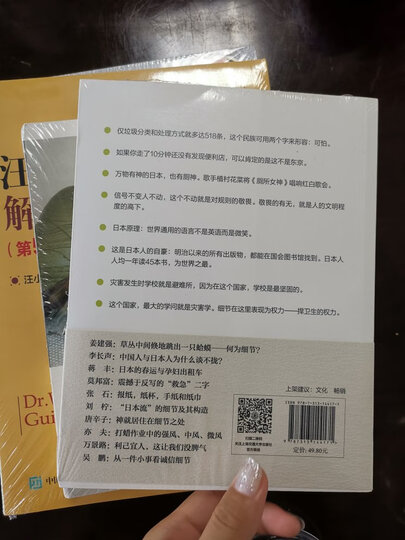 仅垃圾分类和处理方式就多达518条，这个民族可用两个字来形容：可怕。
如果你走了10分钟还没有发现便利店，可以肯定的是这不是东京。
万物有神的日本，也有厕神。歌手植村花菜将《厕所女神》唱响红白歌会。
信号不变人不动，这个不动就是对规则的敬畏。敬畏的有无，就是人的文明程
度的高下。
日本原理：世界通用的语言不是英语而是微笑。
这是日本人的自豪：明治以来的所有出版物，都能在国会图书馆找到。日本人
人均一年读45本书，为世界之最。
灾害发生时学校就是避难所，因为在这个国家，学校是最坚固的。
这个国家，最大的学问就是灾害学。细节在这里表现为权力——捍卫生的权力。
姜建强：草丛中间倏地跳出一只蛤蟆——何为细节？
李长声：中国人与日本人为什么谈不拢？
蒋 丰：日本的春运与孕妇出租车
莫邦富：震撼于反写的“救急”二字
张 石：报纸，纸杯，手纸和纸巾
刘 柠：“日本流”的细节及其构造
唐辛子：神就居住在细节之处
亦 夫：打蜡作业中的强风、中风、微风
万景路：利己宜人，这让我们没脾气
吴 鹏：从一件小事看诚信细节
上架建议：文化 畅销
定价：49.80元
汪
解
（第5
汪小
Dr.W
Gui
中